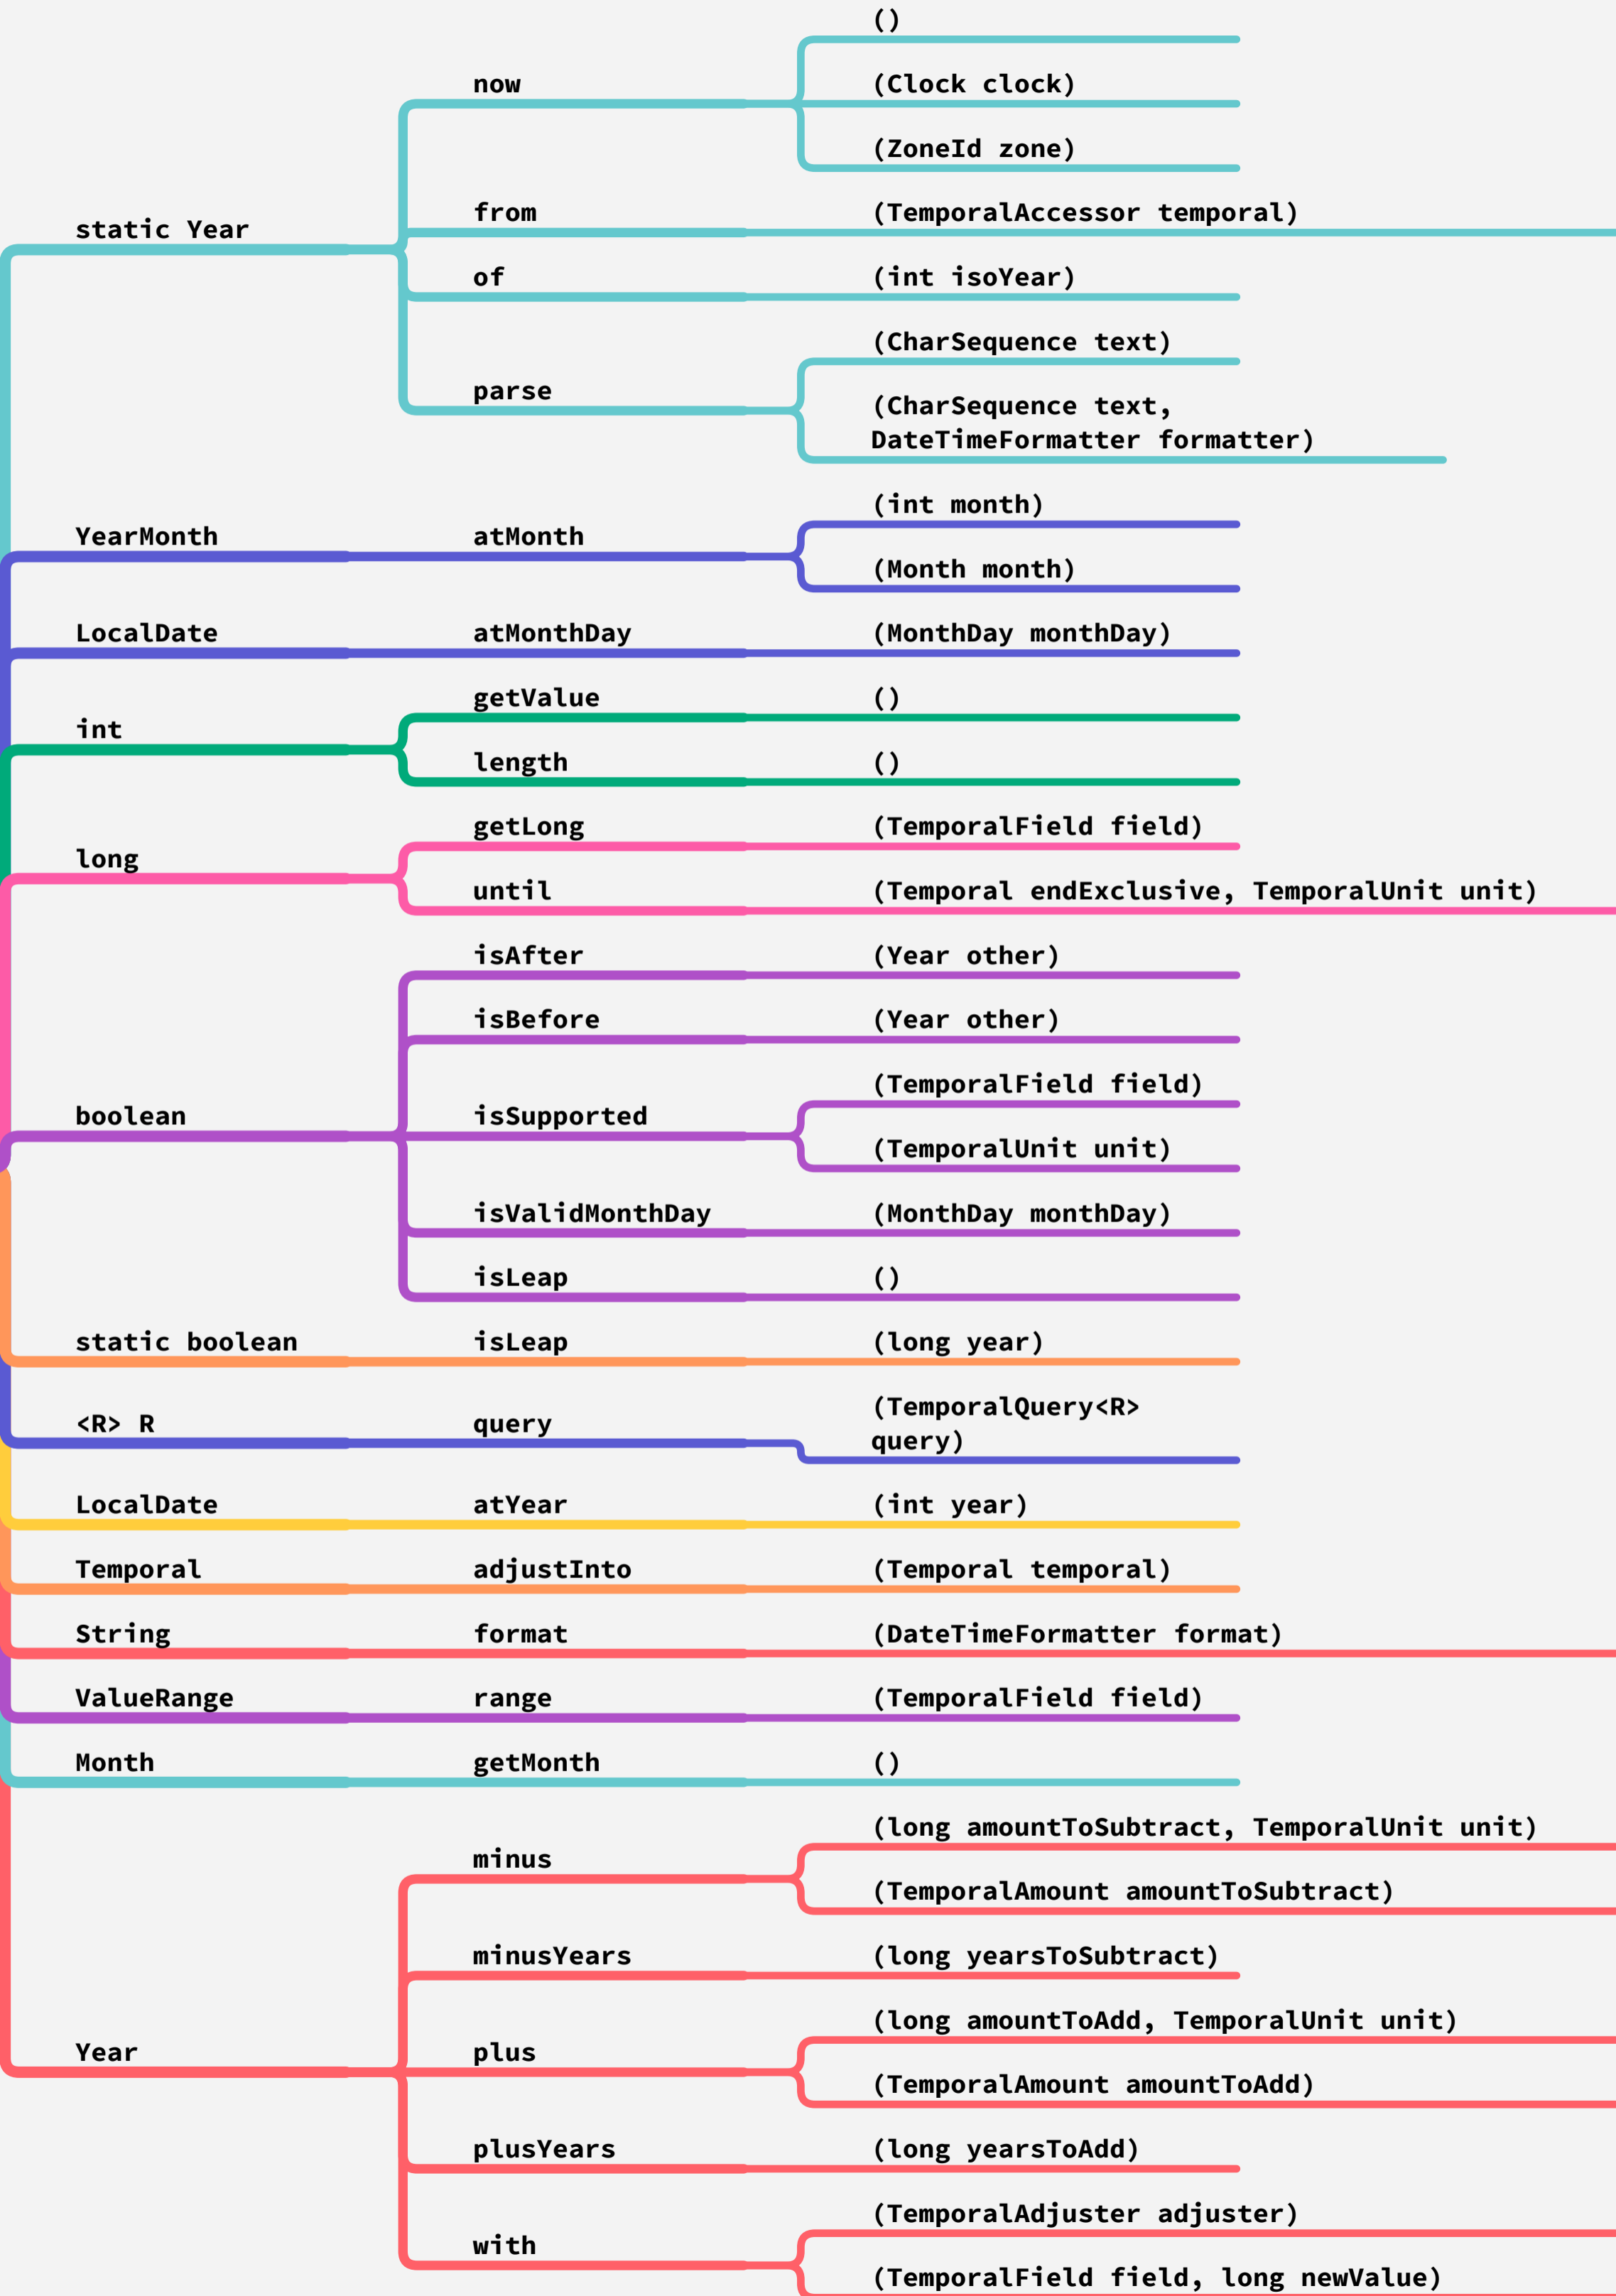 ()
now
(Clock clock)
(ZoneId zone)
static Year
from
(TemporalAccessor temporal)
of
(int isoYear)
(CharSequence text)
parse
(CharSequence text,
DateTimeFormatter formatter)
(int month)
YearMonth
atMonth
(Month month)
LocalDate
atMonthDay
(MonthDay monthDay)
getValue
()
int
length
()
getLong
(TemporalField field)
long
until
(Temporal endExclusive, TemporalUnit unit)
isAfter
(Year other)
isBefore
(Year other)
(TemporalField field)
boolean
isSupported
(TemporalUnit unit)
isValidMonthDay
(MonthDay monthDay)
isLeap
()
static boolean
isLeap
(long year)
<R> R
query
(TemporalQuery<R>
query)
LocalDate
atYear
(int year)
Temporal
adjustInto
(Temporal temporal)
String
format
(DateTimeFormatter format)
ValueRange
range
(TemporalField field)
Month
getMonth
()
(long amountToSubtract, TemporalUnit unit)
minus
(TemporalAmount amountToSubtract)
minusYears
(long yearsToSubtract)
(long amountToAdd, TemporalUnit unit)
Year
plus
(TemporalAmount amountToAdd)
plusYears
(long yearsToAdd)
(TemporalAdjuster adjuster)
with
(TemporalField field, long newValue)